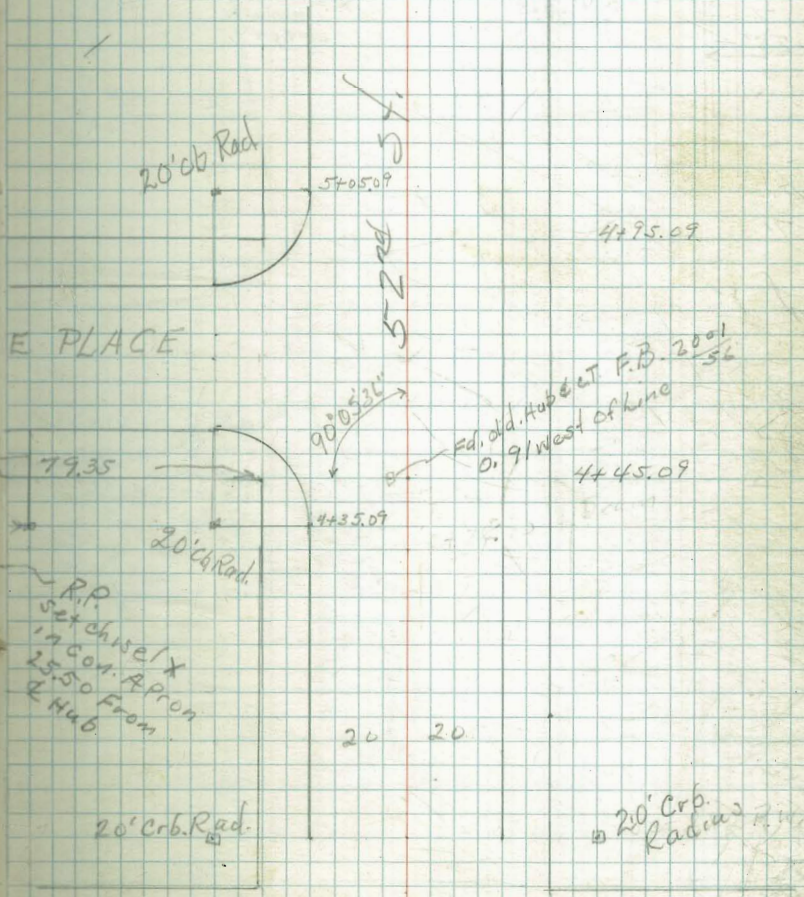 20' cb Rad
5+05.09
52nd St.
4+95.09
E PLACE
90°05'36"
Fd. old. Hub & T. F.B. 2001/56
0.91 West of Line
79.35
4+45.09
4+35.09
20' Cb Rad.
R.P.
Set chisel X
in Con. Apron
25.50 From
℄ Hub.
20 20
20' Crb. Rad.
20' Crb.
Radius